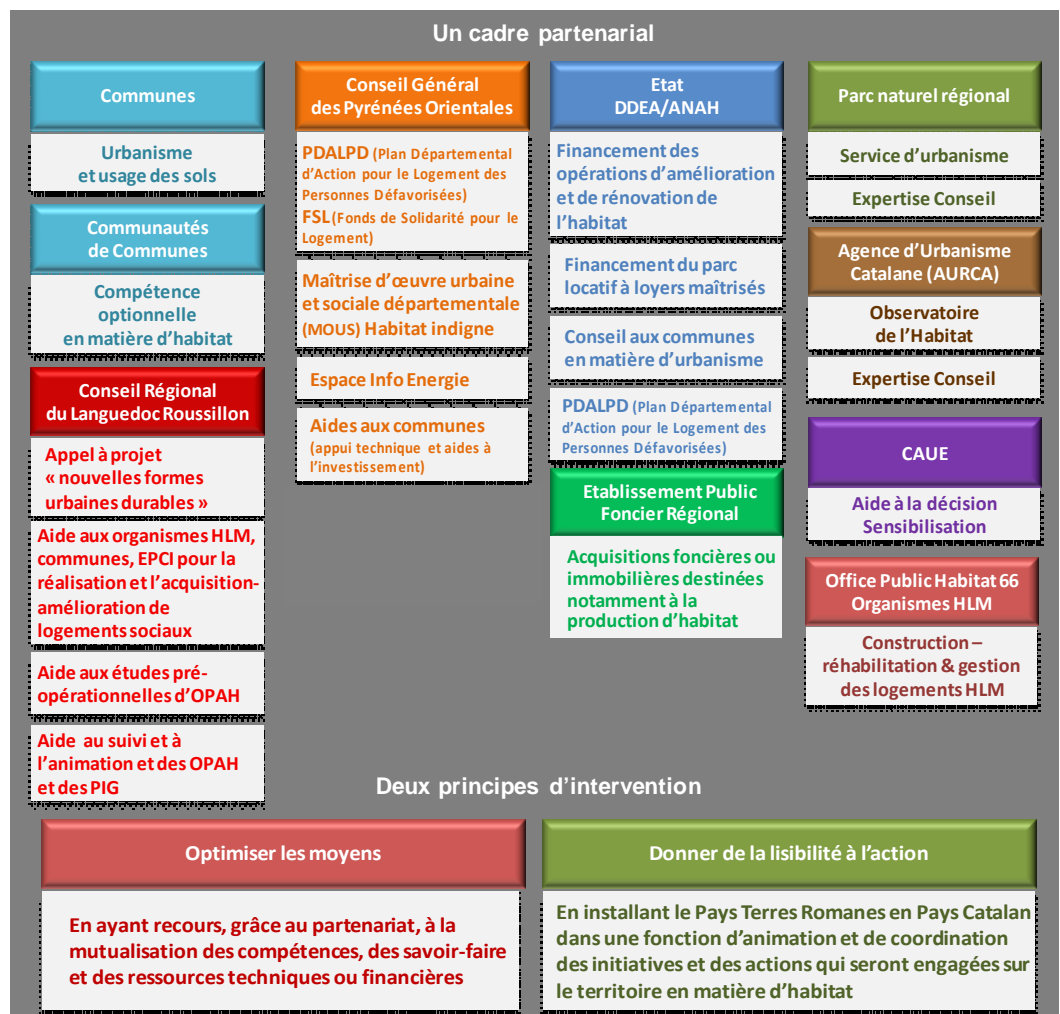 Un cadre partenarial
Communes
Urbanisme
et usage des sols
Communautés
de Communes
Compétence
optionnelle
en matière d'habitat
Conseil Régional
du Languedoc Roussillon
Appel à projet
« nouvelles formes
urbaines durables »
Aide aux organismes HLM,
communes, EPCI pour la
réalisation et l'acquisition-
amélioration de
logements sociaux
Aide aux études pré-
opérationnelles d'OPAH
Aide au suivi et à
l'animation et des OPAH
et des PIG
Conseil Général
des Pyrénées Orientales
PDALPD (Plan Départemental
d'Action pour le Logement des
Personnes Défavorisées)
FSL (Fonds de Solidarité pour le
Logement)
Maîtrise d'œuvre urbaine
et sociale départementale
(MOUS) Habitat indigne
Espace Info Energie
Aides aux communes
(appui technique et aides à
l'investissement)
Etat
DDEA/ANAH
Financement des
opérations d'amélioration
et de rénovation de
l'habitat
Financement du parc
locatif à loyers maîtrisés
Conseil aux communes
en matière d'urbanisme
PDALPD (Plan Départemental
d'Action pour le Logement des
Personnes Défavorisées)
Etablissement Public
Foncier Régional
Acquisitions foncières ou
immobilières destinées
notamment à la
production d'habitat
Parc naturel régional
Service d'urbanisme
Expertise Conseil
Agence d'Urbanisme
Catalane (AURCA)
Observatoire
de l'Habitat
Expertise Conseil
CAUE
Aide à la décision
Sensibilisation
Office Public Habitat 66
Organismes HLM
Construction –
réhabilitation & gestion
des logements HLM
Deux principes d'intervention
Optimiser les moyens
En ayant recours, grâce au partenariat, à la
mutualisation des compétences, des savoir-faire
et des ressources techniques ou financières
Donner de la lisibilité à l'action
En installant le Pays Terres Romanes en Pays Catalan
dans une fonction d'animation et de coordination
des initiatives et des actions qui seront engagées sur
le territoire en matière d'habitat